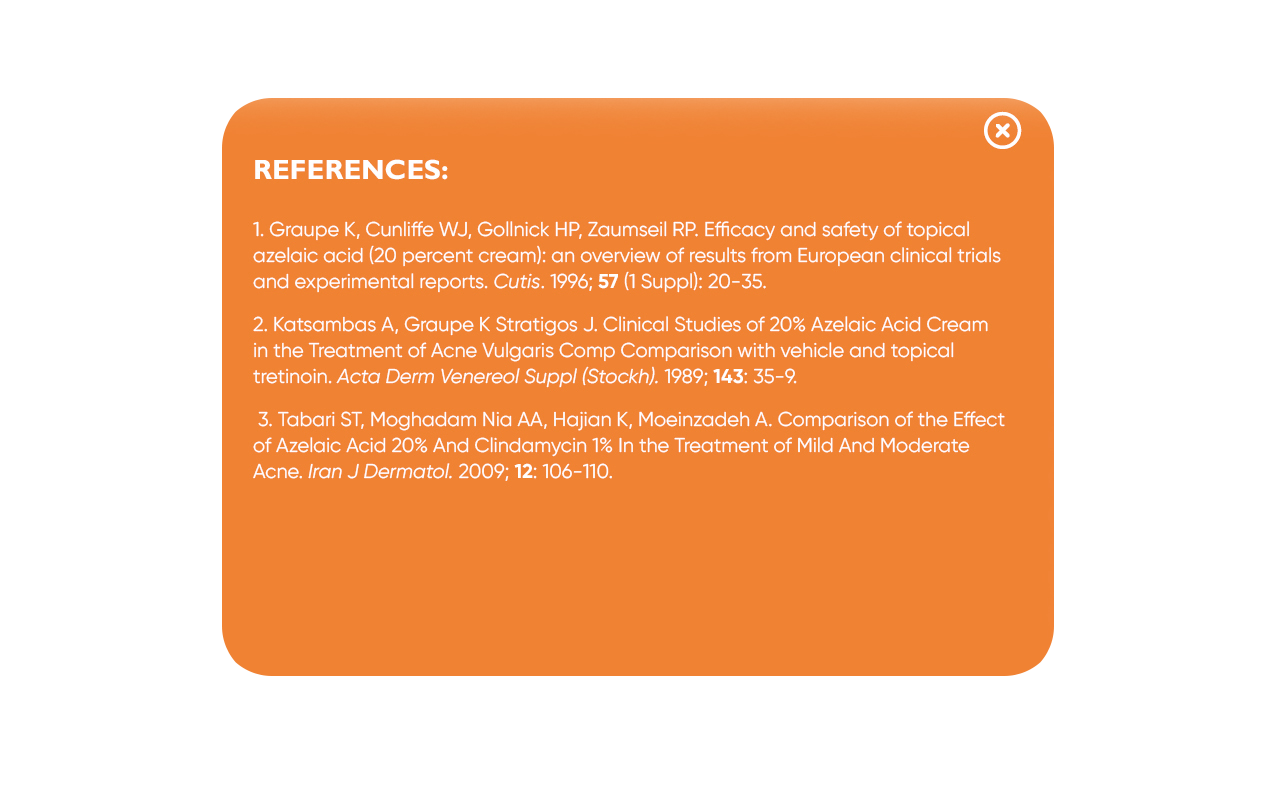 REFERENCES:
1. Graupe K, Cunliffe WJ, Gollnick HP, Zaumseil RP. Efficacy and safety of topical
azelaic acid (20 percent cream): an overview of results from European clinical trials
and experimental reports. Cutis. 1996; 57 (1 Suppl): 20-35.
2. Katsambas A, Graupe K Stratigos J. Clinical Studies of 20% Azelaic Acid Cream
in the Treatment of Acne Vulgaris Comp Comparison with vehicle and topical
tretinoin. Acta Derm Venereol Suppl (Stockh). 1989; 143: 35-9.
3. Tabari ST, Moghadam Nia AA, Hajian K, Moeinzadeh A. Comparison of the Effect
of Azelaic Acid 20% And Clindamycin 1% In the Treatment of Mild And Moderate
Acne. Iran J Dermatol. 2009; 12: 106-110.